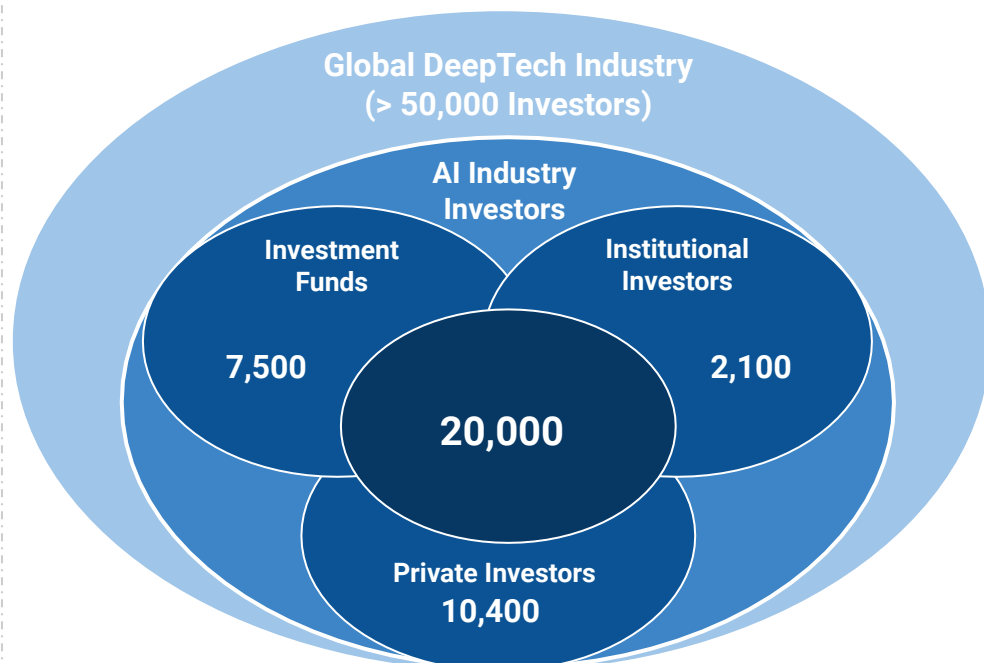 Global DeepTech Industry
(> 50,000 Investors)
AI Industry
Investors
Investment
Funds
Institutional
Investors
7,500
2,100
20,000
Private Investors
10,400